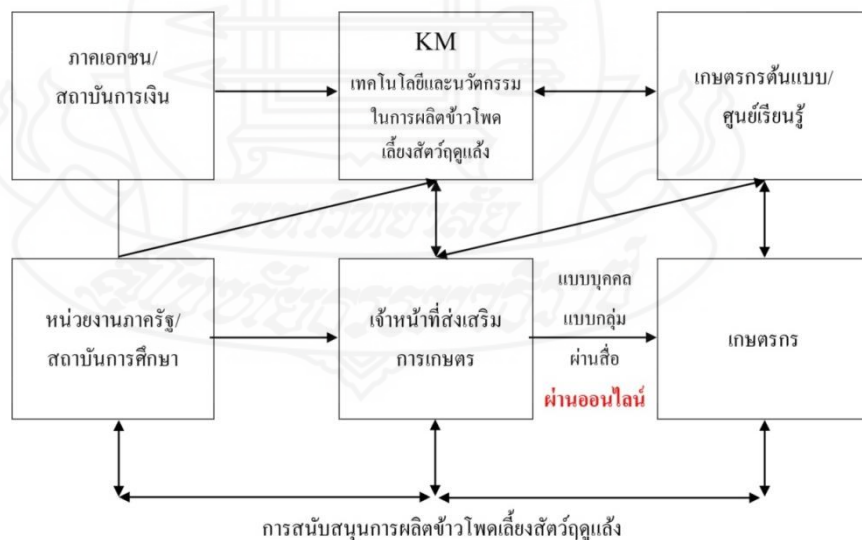 ภาคเอกชน/
สถาบันการเงิน
KM
เทคโนโลยีและนวัตกรรม
ในการผลิตข้าวโพด
เลี้ยงสัตว์ฤดูแล้ง
เกษตรกรต้นแบบ/
ศูนย์เรียนรู้
หน่วยงานภาครัฐ/
สถาบันการศึกษา
เจ้าหน้าที่ส่งเสริม
การเกษตร
แบบบุคคล
แบบกลุ่ม
ผ่านสื่อ
ผ่านออนไลน์
เกษตรกร
การสนับสนุนการผลิตข้าวโพดเลี้ยงสัตว์ฤดูแล้ง